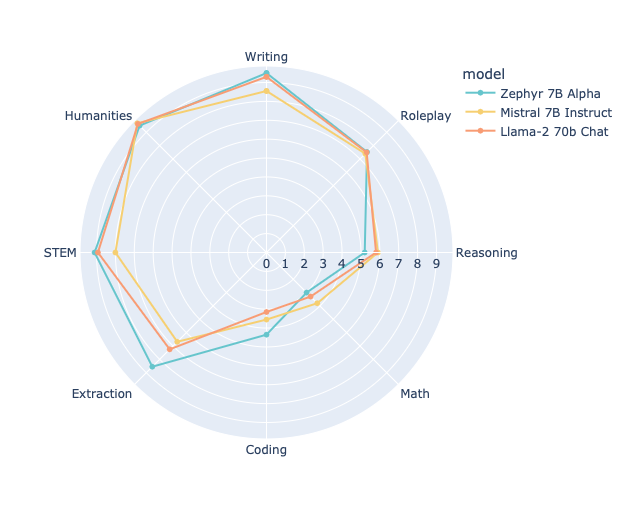 Writing
model
Zephyr 7B Alpha
Mistral 7B Instruct
Llama-2 70b Chat
Humanities
Roleplay
STEM
Reasoning
0 1 2 3 4 5 6 7 8 9
Extraction
Math
Coding